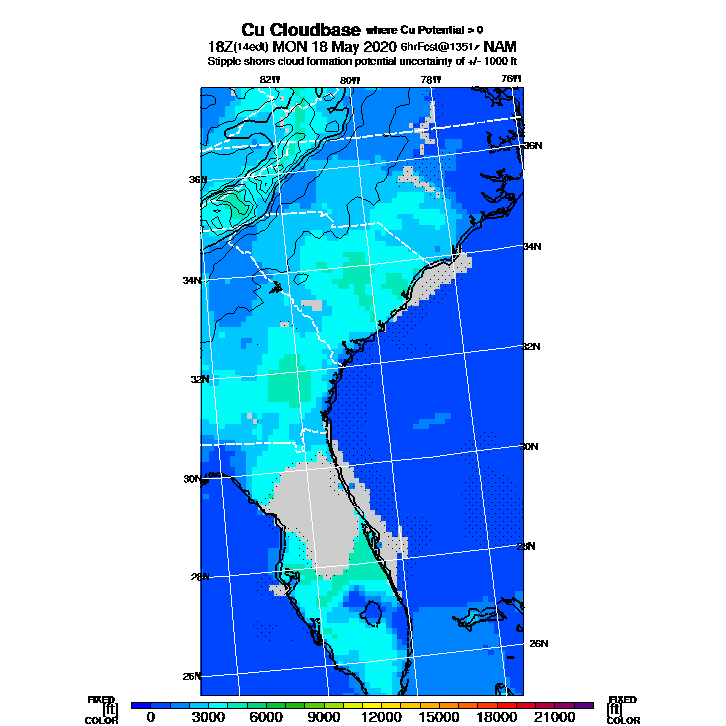 Cu Cloudbase where Cu Potential > 0
18Z(14edt) MON 18 May 2020 6hrFcst@1351z NAM
Stipple shows cloud formation potential uncertainty of +/- 1000 ft
82W 80W 78W 76W
36N
36N
34N
34N
32N
32N
30N
30N
28N
28N
26N
26N
FIXED FIXED
[ft] 0 3000 6000 9000 12000 15000 18000 21000 [ft]
COLOR COLOR